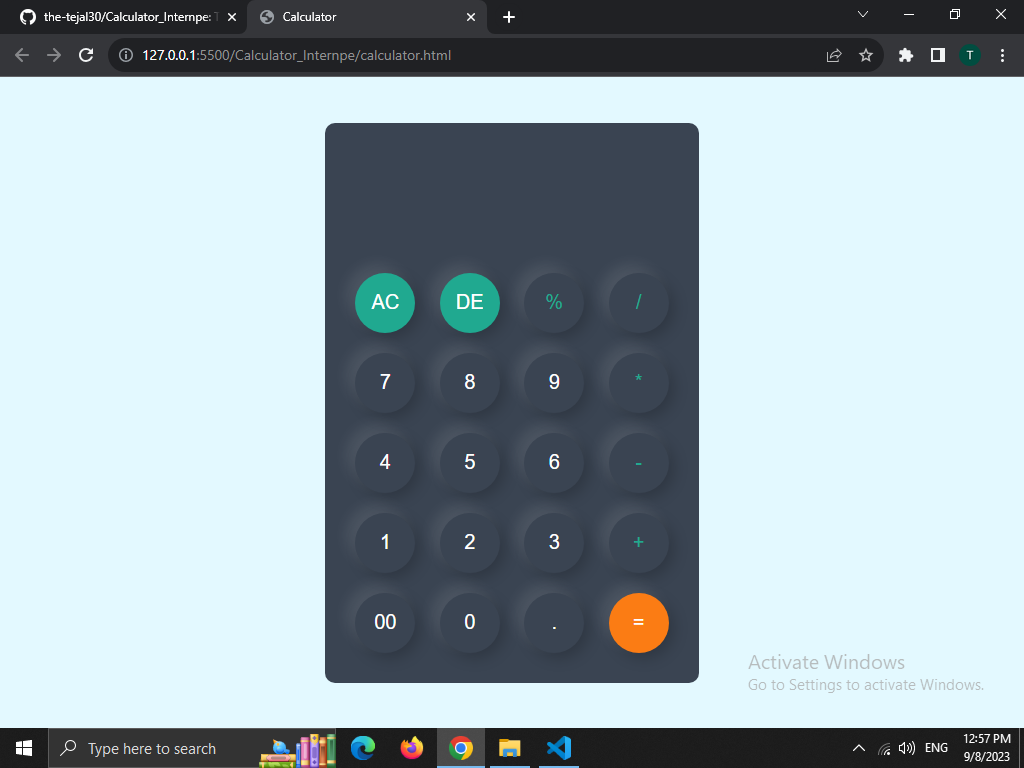 the-tejal30/Calculator_Internpe: T
Calculator
127.0.0.1:5500/Calculator_Internpe/calculator.html
T
AC DE % /
7 8 9 *
4 5 6 -
1 2 3 +
00 0 . =
Activate Windows
Go to Settings to activate Windows.
Type here to search
ENG
12:57 PM
9/8/2023